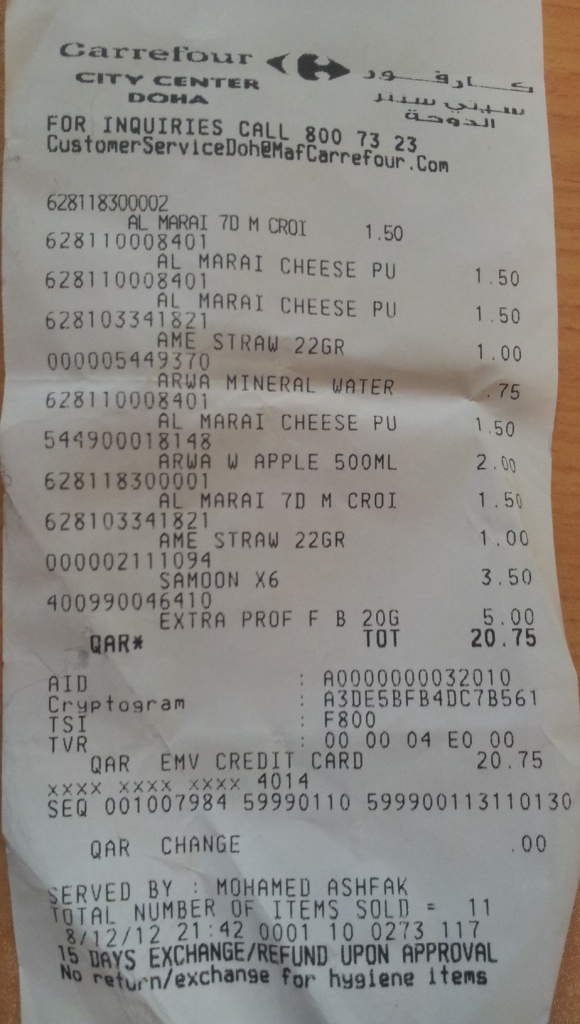 Carrefour كارفور
CITY CENTER سيتي سنتر
DOHA الدوحة
FOR INQUIRIES CALL 800 73 23
CustomerServiceDoh@MafCarrefour.Com
628118300002
AL MARAI 7D M CROI 1.50
628110008401
AL MARAI CHEESE PU 1.50
628110008401
AL MARAI CHEESE PU 1.50
628103341821
AME STRAW 22GR 1.00
000005449370
ARWA MINERAL WATER .75
628110008401
AL MARAI CHEESE PU 1.50
544900018148
ARWA W APPLE 500ML 2.00
628118300001
AL MARAI 7D M CROI 1.50
628103341821
AME STRAW 22GR 1.00
000002111094
SAMOON X6 3.50
400990046410
EXTRA PROF F B 20G 5.00
QAR* TOT 20.75
AID : A0000000032010
Cryptogram : A3DE5BFB4DC7B561
TSI : F800
TVR : 00 00 04 E0 00
QAR EMV CREDIT CARD 20.75
xxxx xxxx xxxx 4014
SEQ 001007984 59990110 599900113110130
QAR CHANGE .00
SERVED BY : MOHAMED ASHFAK
TOTAL NUMBER OF ITEMS SOLD = 11
8/12/12 21:42 0001 10 0273 117
15 DAYS EXCHANGE/REFUND UPON APPROVAL
No return/exchange for hygiene items